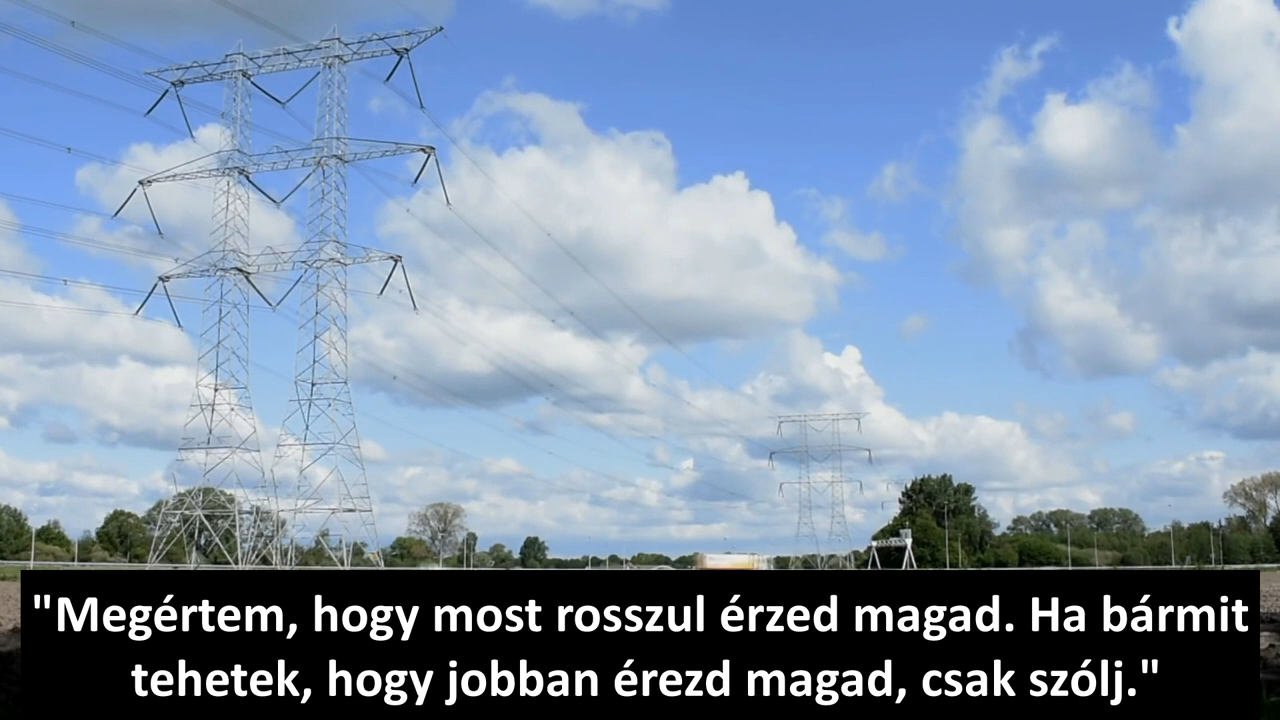 "Megértem, hogy most rosszul érzed magad. Ha bármit
tehetek, hogy jobban érezd magad, csak szólj."